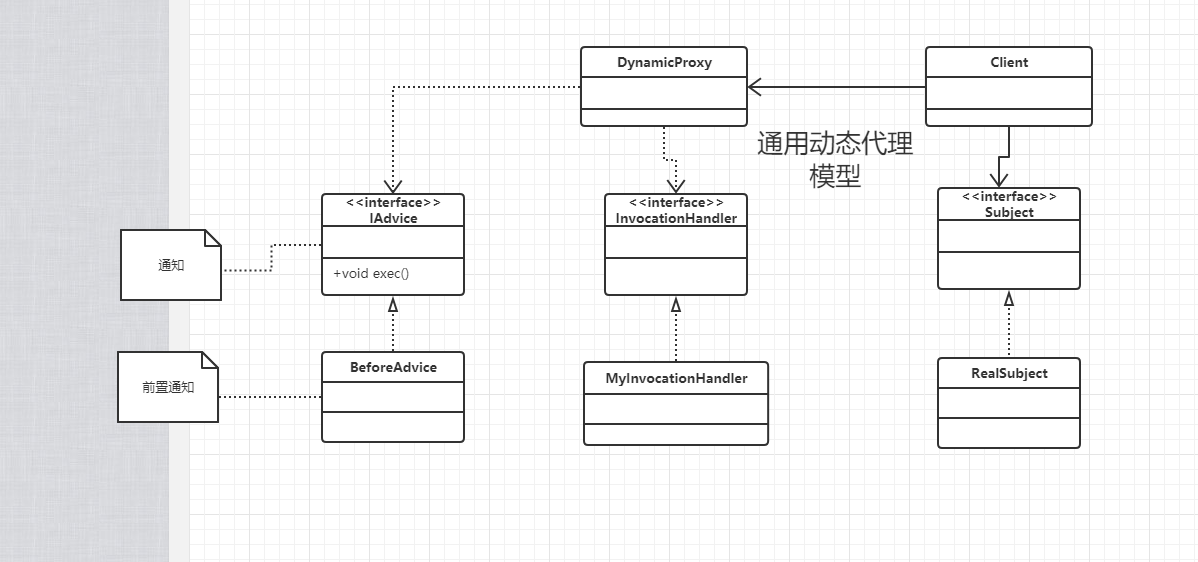 DynamicProxy
Client
通用动态代理
模型
<<interface>>
IAdvice
<<interface>>
InvocationHandler
<<interface>>
Subject
通知
+void exec()
BeforeAdvice
MyInvocationHandler
RealSubject
前置通知